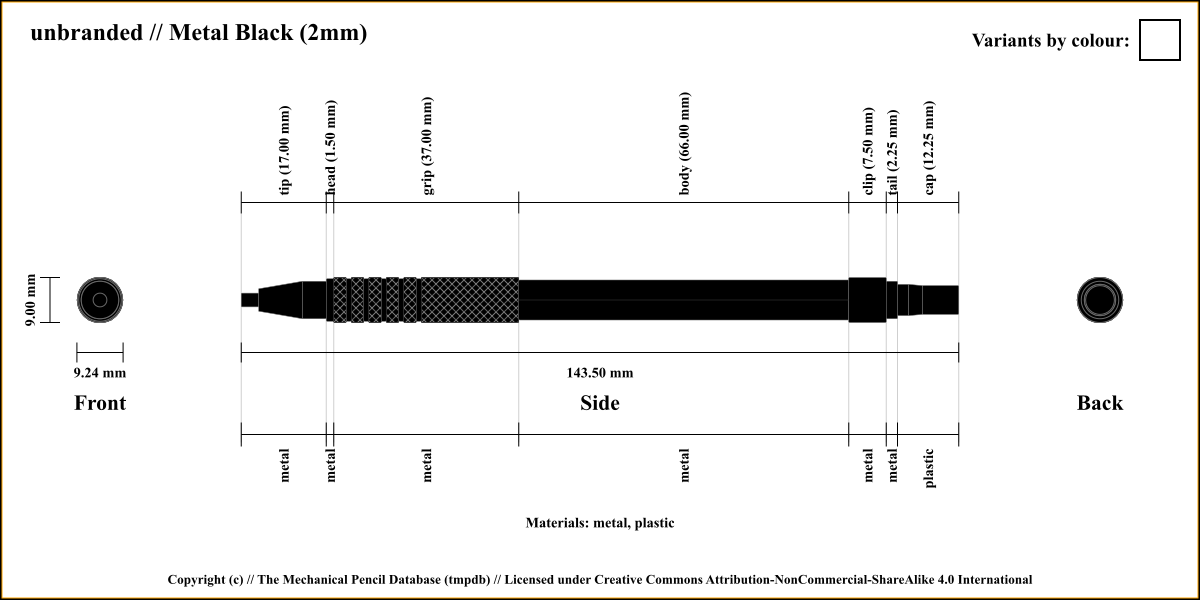 unbranded // Metal Black (2mm)
Variants by colour:
tip (17.00 mm)
head (1.50 mm)
grip (37.00 mm)
body (66.00 mm)
clip (7.50 mm)
tail (2.25 mm)
cap (12.25 mm)
9.00 mm
9.24 mm
143.50 mm
Front
Side
Back
metal
metal
metal
metal
metal
metal
plastic
Materials: metal, plastic
Copyright (c) // The Mechanical Pencil Database (tmpdb) // Licensed under Creative Commons Attribution-NonCommercial-ShareAlike 4.0 International